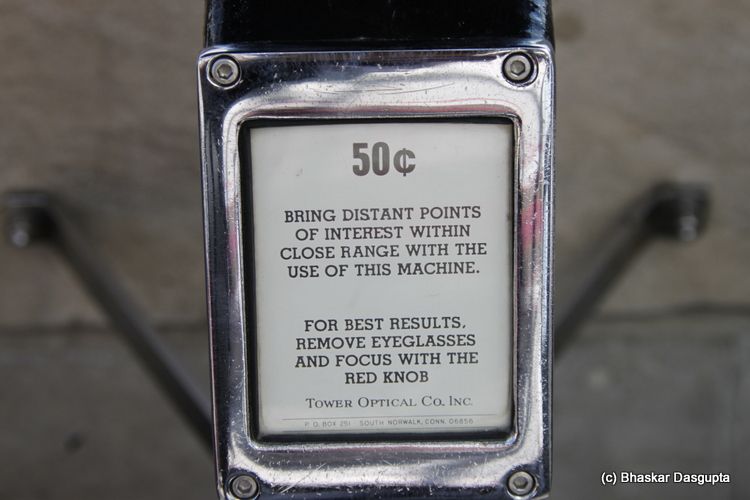 50¢
BRING DISTANT POINTS
OF INTEREST WITHIN
CLOSE RANGE WITH THE
USE OF THIS MACHINE.
FOR BEST RESULTS,
REMOVE EYEGLASSES
AND FOCUS WITH THE
RED KNOB
TOWER OPTICAL CO. INC.
P. O. BOX 251 SOUTH NORWALK, CONN. 06856
(c) Bhaskar Dasgupta